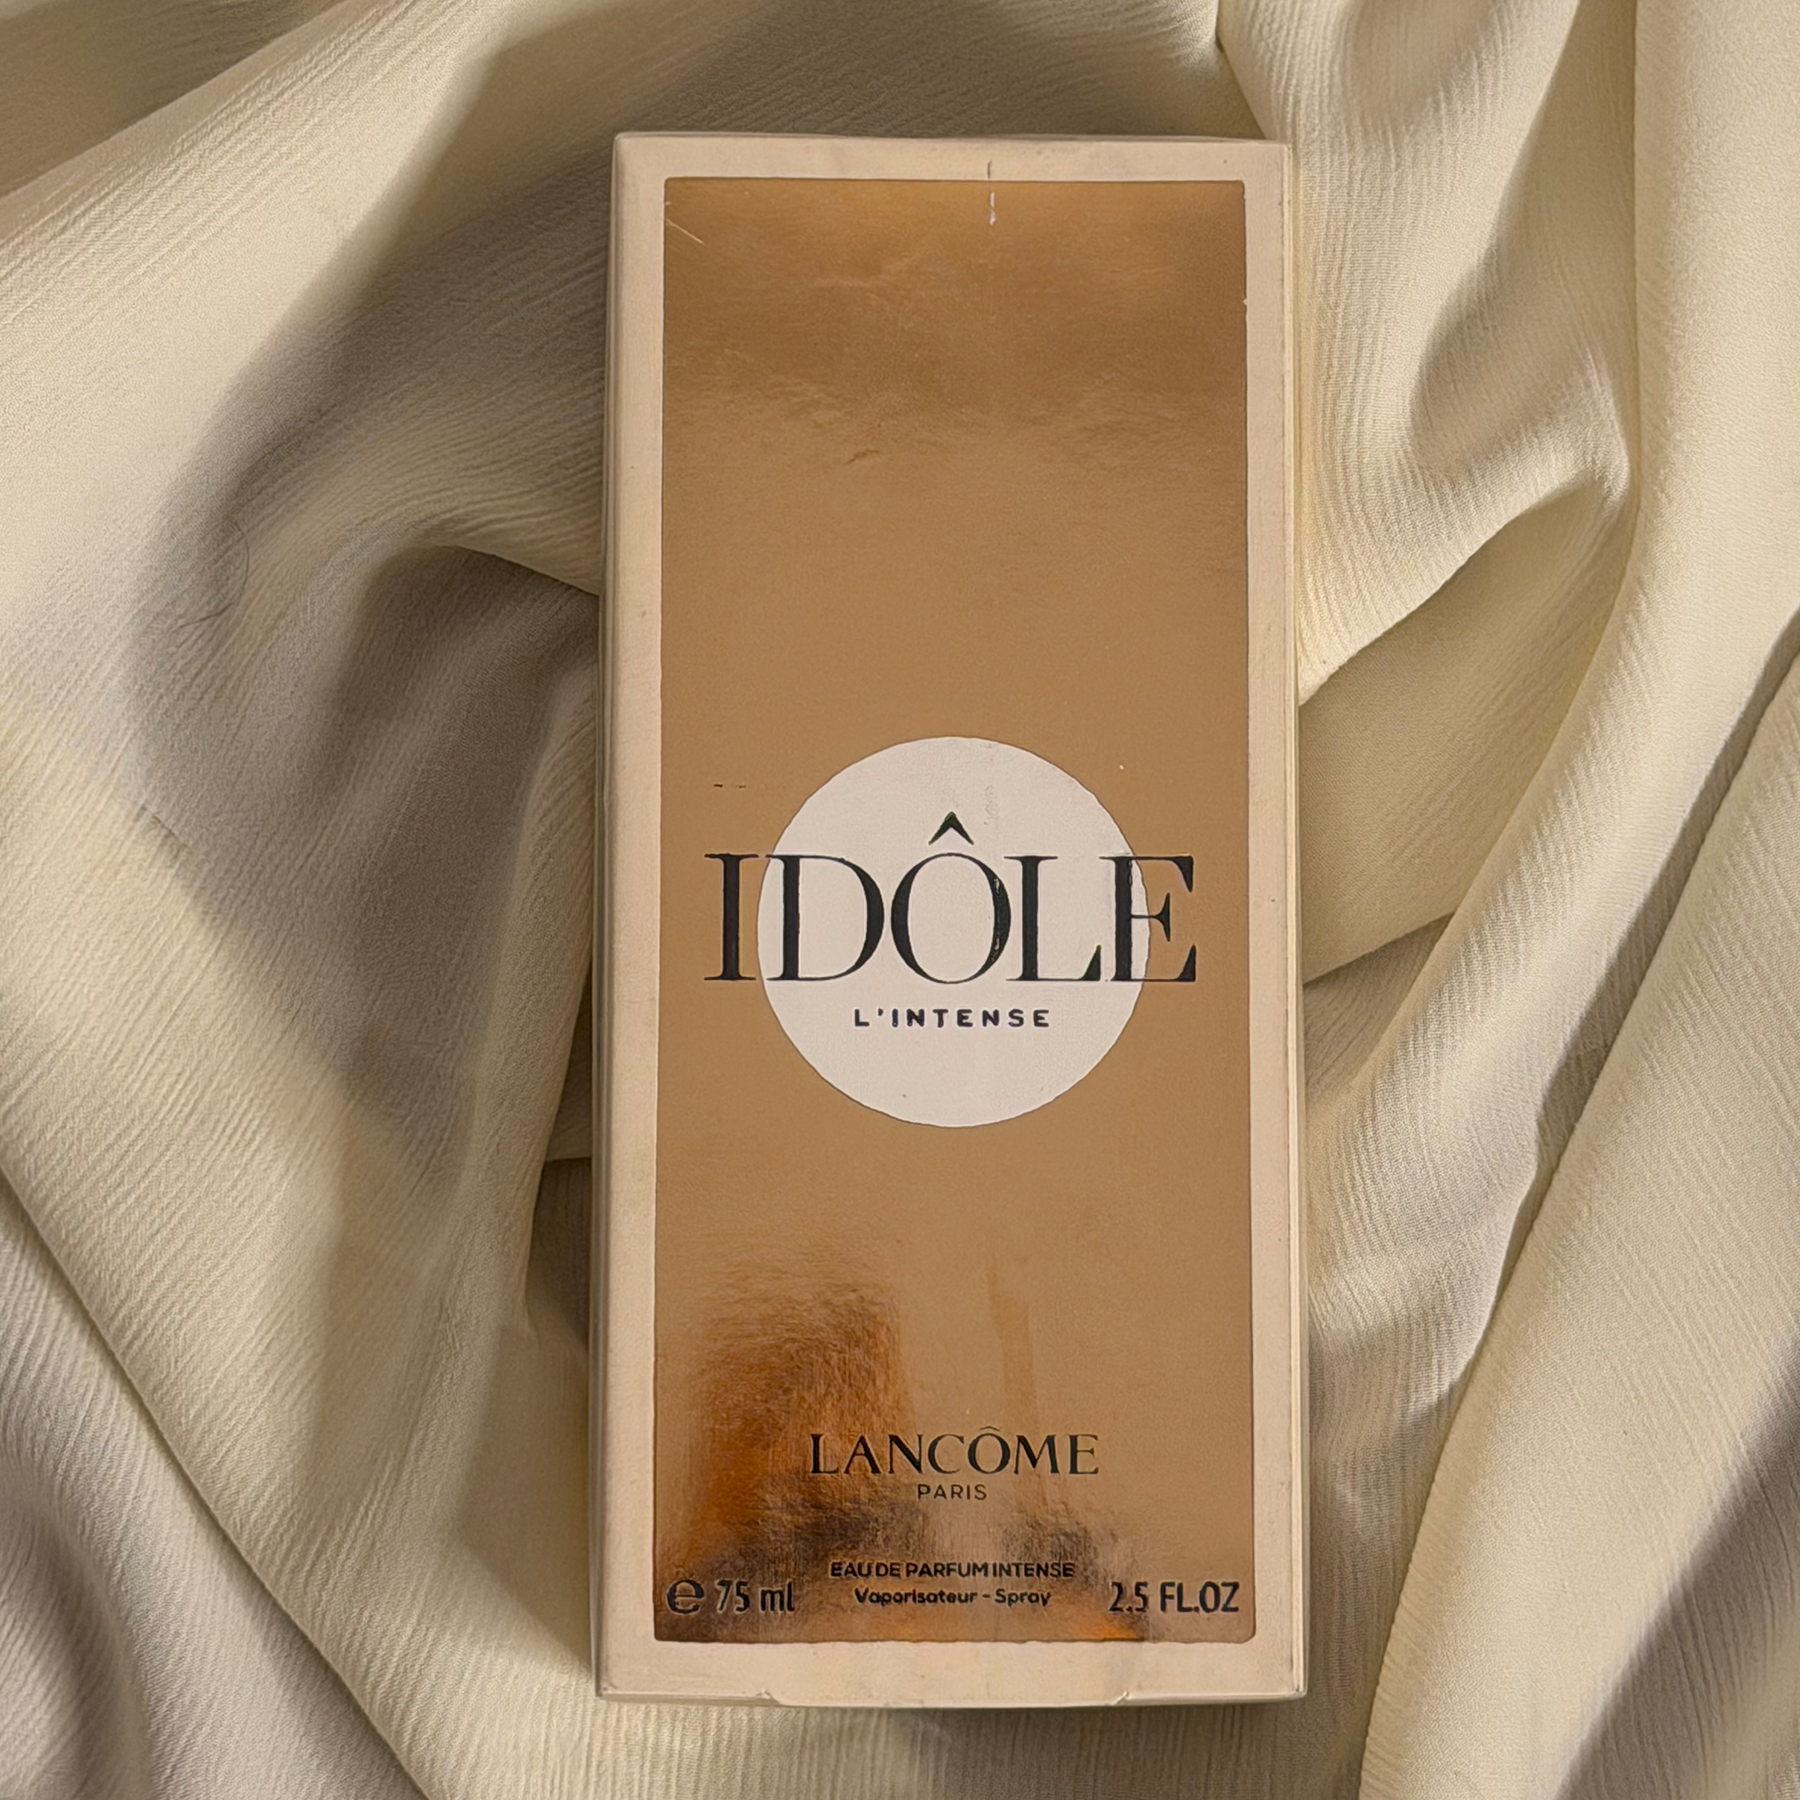 IDÔLE
L'INTENSE
LANCÔME
PARIS
EAU DE PARFUM INTENSE
Vaporisateur - Spray
℮ 75 ml
2.5 FL.OZ